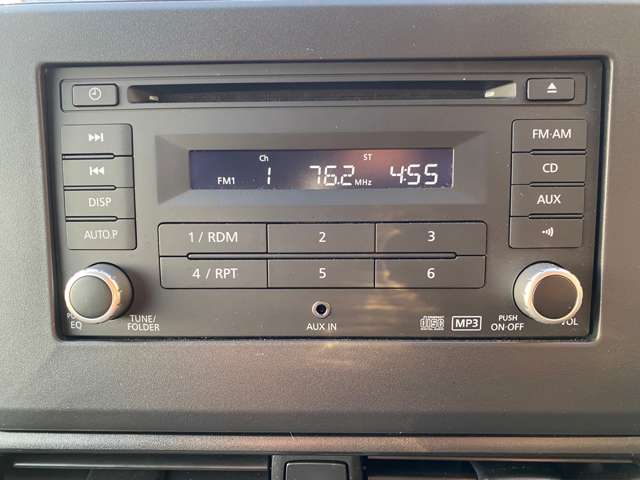 Ch ST
FM1 1 76.2 MHz 4:55
DISP
AUTO.P
FM·AM
CD
AUX
1 / RDM 2 3
4 / RPT 5 6
EQ
TUNE/
FOLDER
AUX IN
MP3
PUSH
ON·OFF
VOL